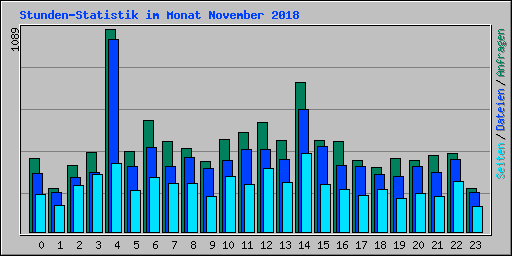 Stunden-Statistik im Monat November 2018
1089
Seiten / Dateien / Anfragen
0 1 2 3 4 5 6 7 8 9 10 11 12 13 14 15 16 17 18 19 20 21 22 23